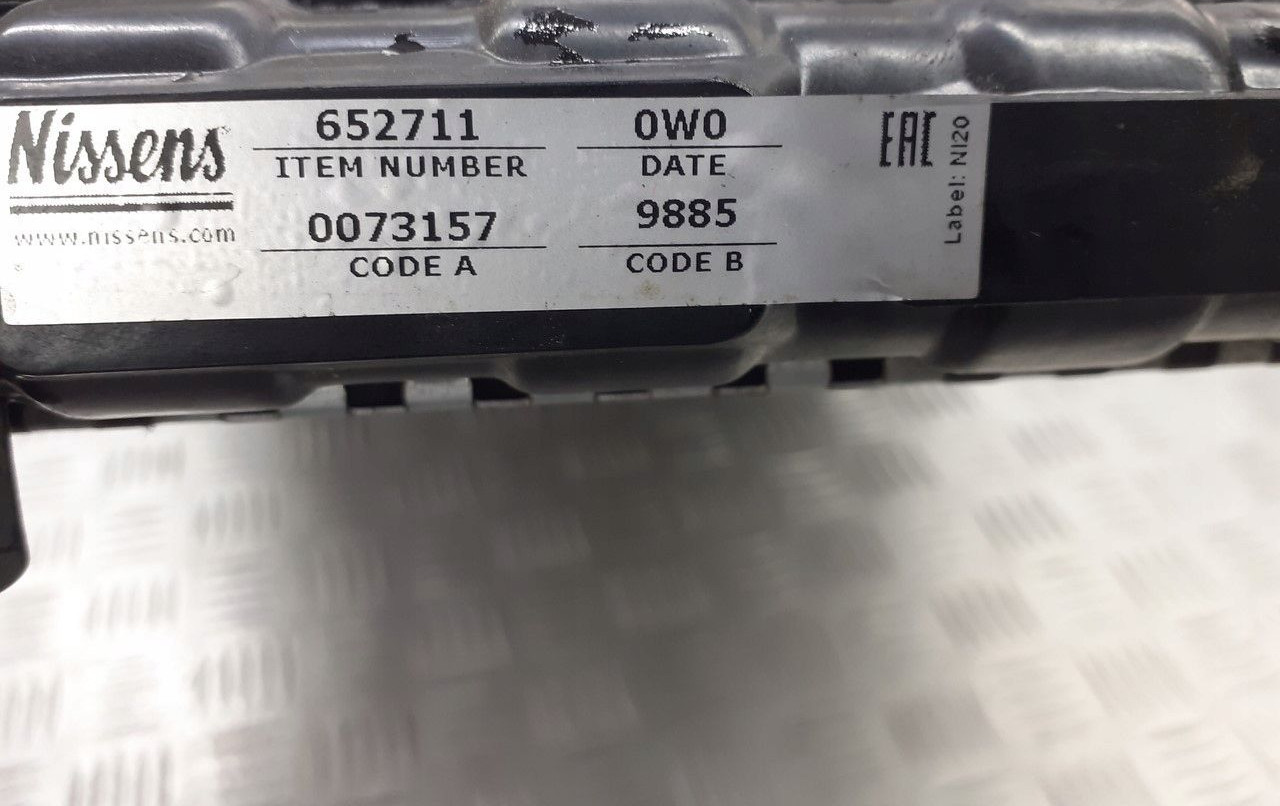 Nissens
www.nissens.com
652711
ITEM NUMBER
0073157
CODE A
0W0
DATE
9885
CODE B
EAC
Label: NI20